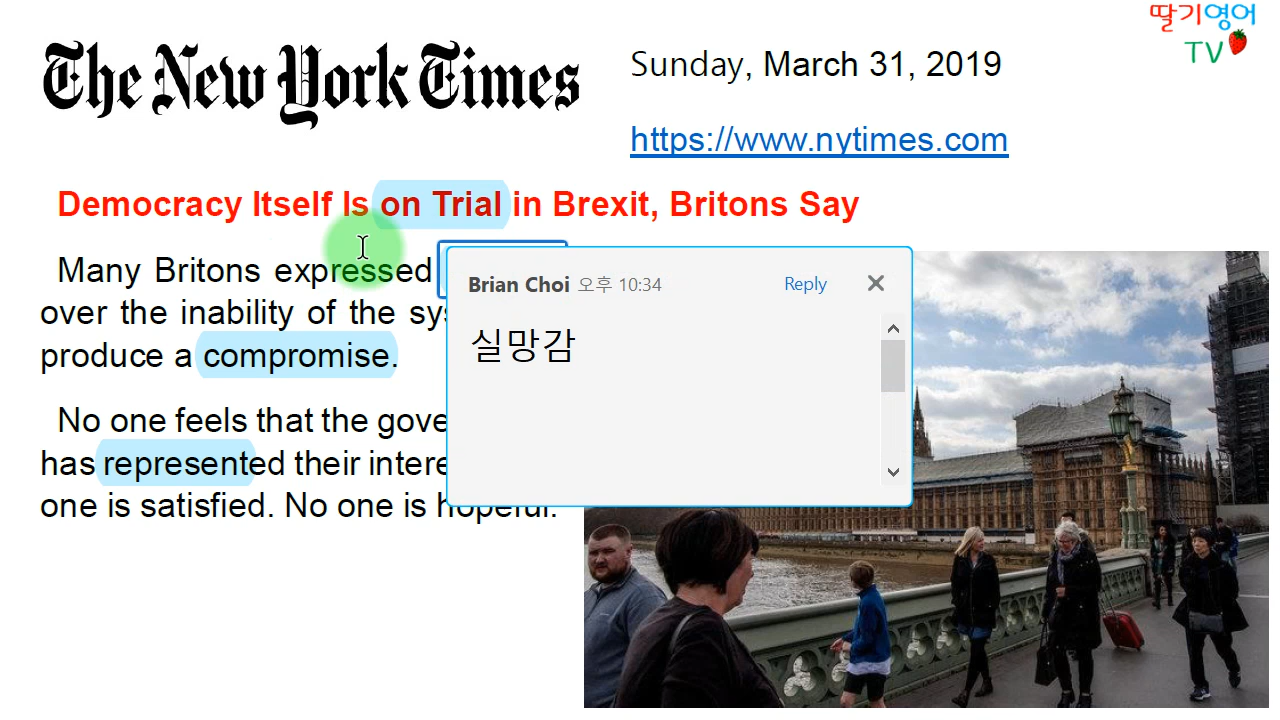 딸기영어
TV
The New York Times
Sunday, March 31, 2019
https://www.nytimes.com
Democracy Itself Is on Trial in Brexit, Britons Say
Many Britons expressed
over the inability of the
produce a compromise.
No one feels that the
has represented their
one is satisfied. No one is hopeful.
Brian Choi 오후 10:34
Reply
실망감